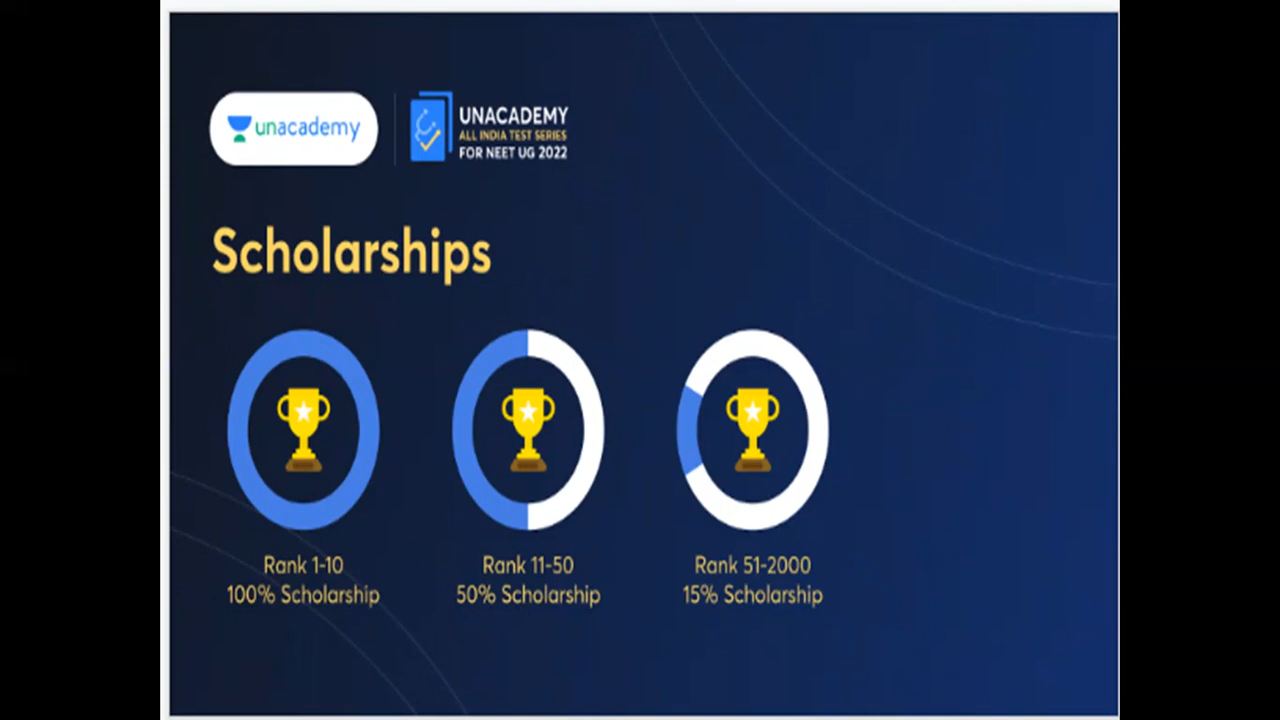 unacademy
UNACADEMY
ALL INDIA TEST SERIES
FOR NEET UG 2022
Scholarships
Rank 1-10
100% Scholarship
Rank 11-50
50% Scholarship
Rank 51-2000
15% Scholarship